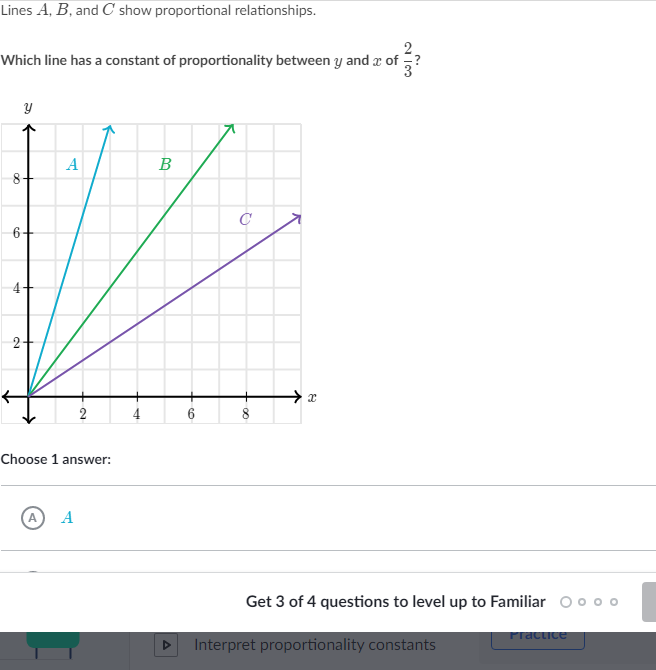 Lines A, B, and C show proportional relationships.
Which line has a constant of proportionality between y and x of 2/3?
y
A
B
8
C
6
4
2
x
2
4
6
8
Choose 1 answer:
A A
Get 3 of 4 questions to level up to Familiar
Interpret proportionality constants
Practice